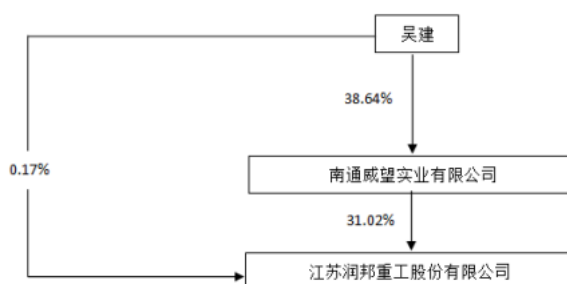 吴建
38.64%
0.17%
南通威望实业有限公司
31.02%
江苏润邦重工股份有限公司